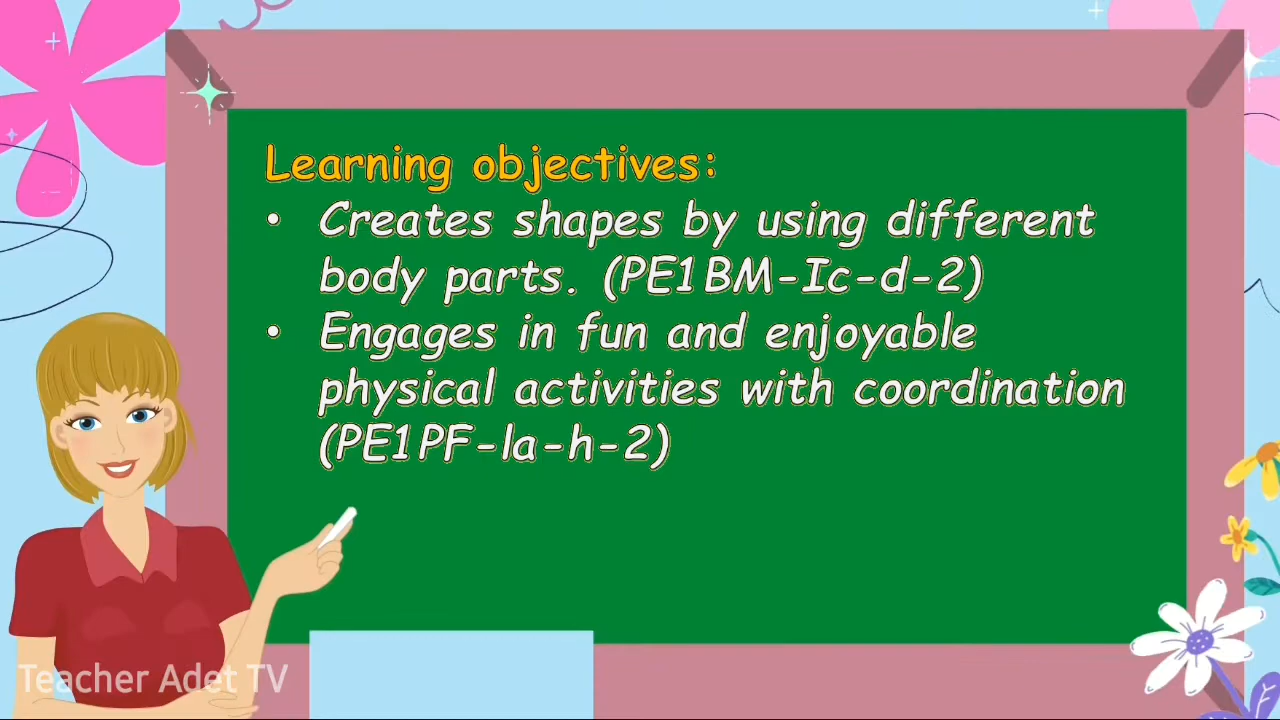 Learning objectives:
• Creates shapes by using different
body parts. (PE1BM-Ic-d-2)
• Engages in fun and enjoyable
physical activities with coordination
(PE1PF-la-h-2)
Teacher Adet TV